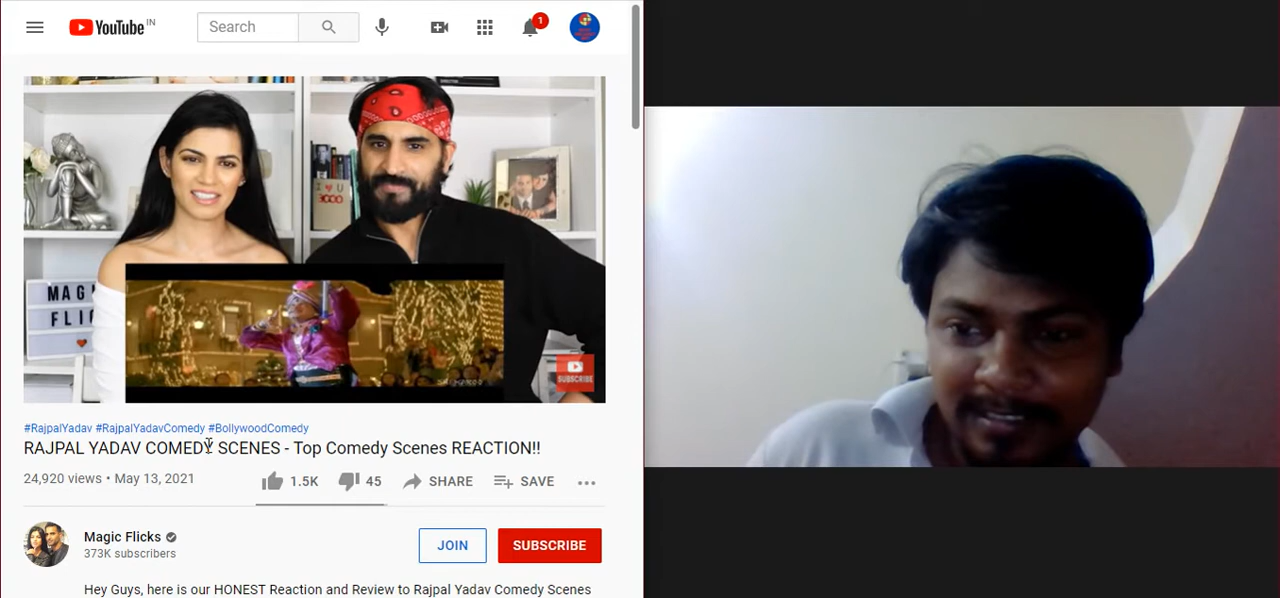 YouTube IN
Search
1
I ♥ U
3000
MAGI
FLI
SUBSCRIBE
#RajpalYadav #RajpalYadavComedy #BollywoodComedy
RAJPAL YADAV COMEDY SCENES - Top Comedy Scenes REACTION!!
24,920 views • May 13, 2021
1.5K
45
SHARE
SAVE
Magic Flicks
373K subscribers
JOIN
SUBSCRIBE
Hey Guys, here is our HONEST Reaction and Review to Rajpal Yadav Comedy Scenes